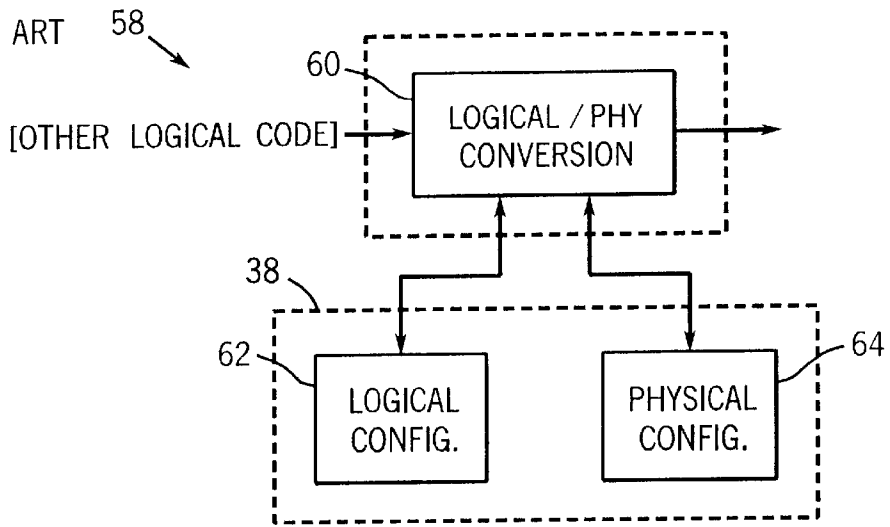 ART
58
60
[OTHER LOGICAL CODE]
LOGICAL / PHY
CONVERSION
38
62
64
LOGICAL
CONFIG.
PHYSICAL
CONFIG.